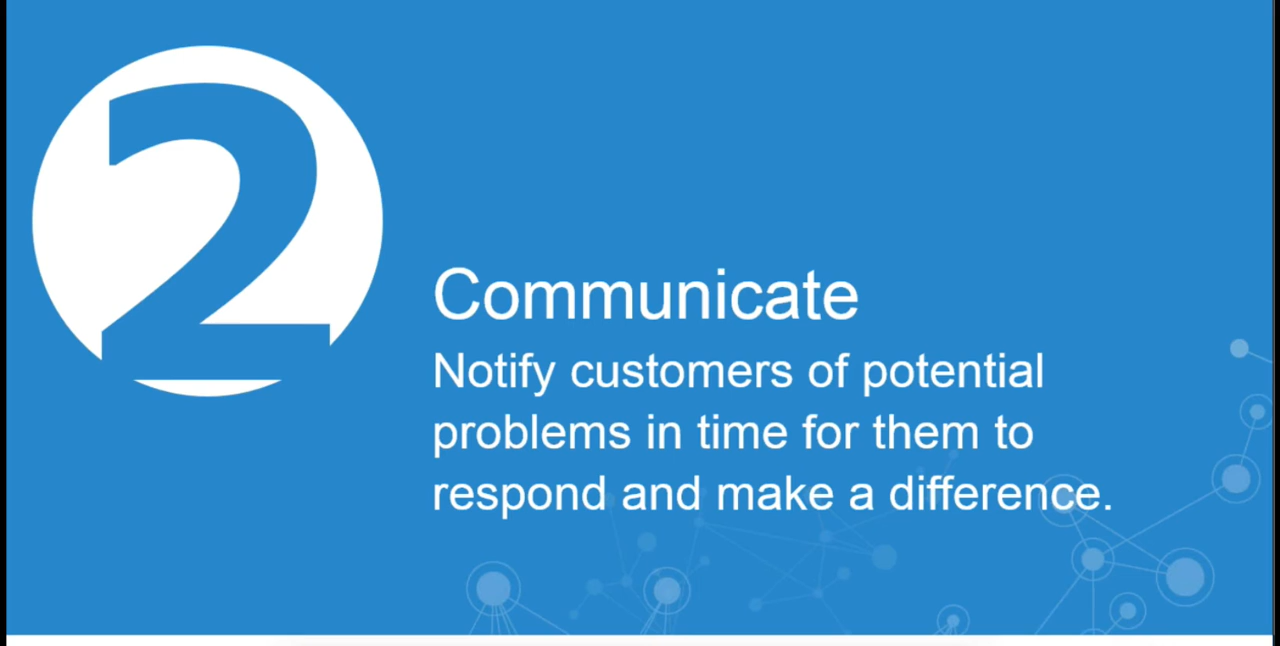 2
Communicate
Notify customers of potential
problems in time for them to
respond and make a difference.